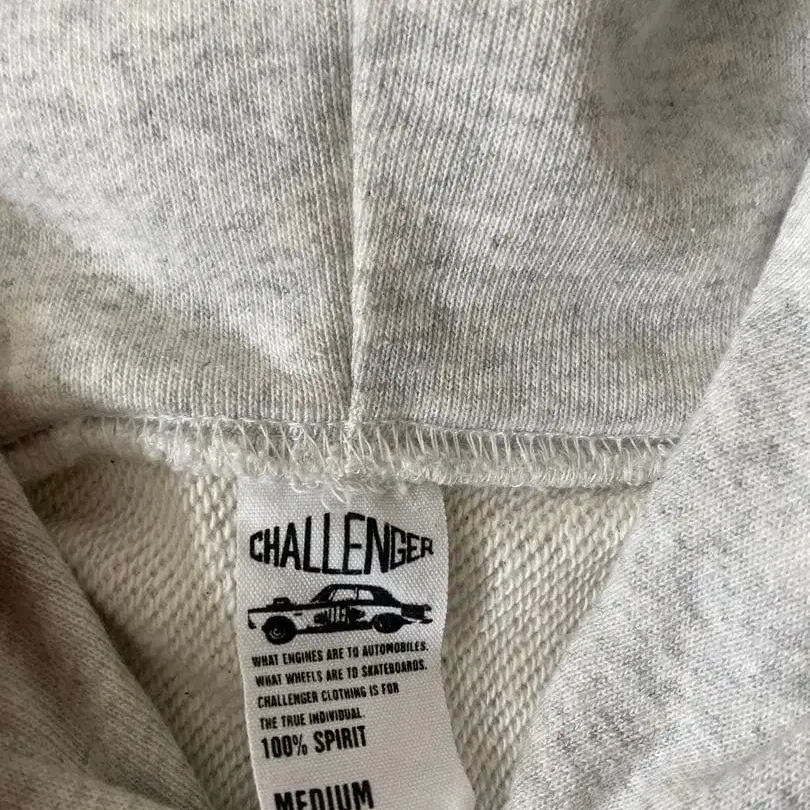 CHALLENGER
WHAT ENGINES ARE TO AUTOMOBILES.
WHAT WHEELS ARE TO SKATEBOARDS.
CHALLENGER CLOTHING IS FOR
THE TRUE INDIVIDUAL.
100% SPIRIT
MEDIUM